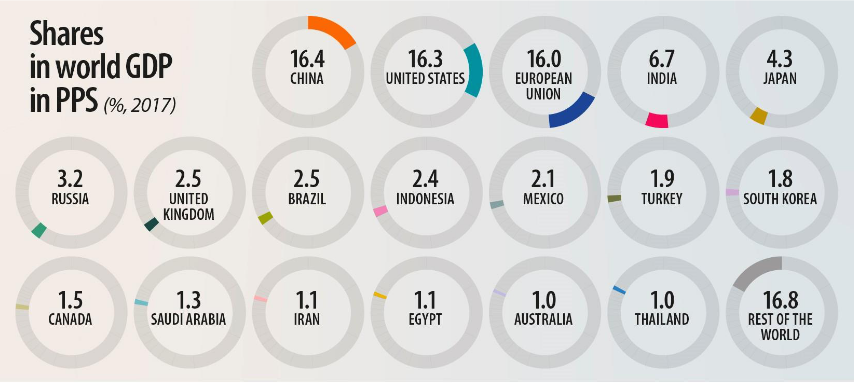 Shares
in world GDP
in PPS (%, 2017)
16.4
CHINA
16.3
UNITED STATES
16.0
EUROPEAN
UNION
6.7
INDIA
4.3
JAPAN
3.2
RUSSIA
2.5
UNITED
KINGDOM
2.5
BRAZIL
2.4
INDONESIA
2.1
MEXICO
1.9
TURKEY
1.8
SOUTH KOREA
1.5
CANADA
1.3
SAUDI ARABIA
1.1
IRAN
1.1
EGYPT
1.0
AUSTRALIA
1.0
THAILAND
16.8
REST OF THE
WORLD